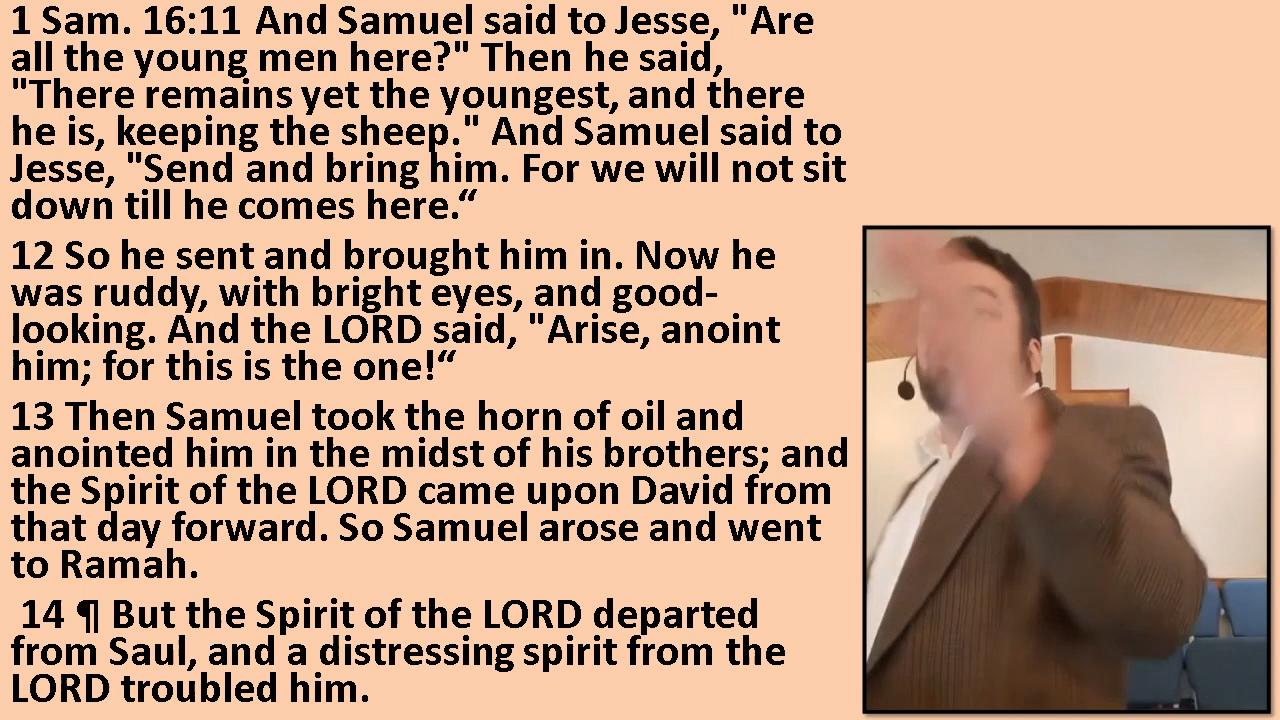 1 Sam. 16:11 And Samuel said to Jesse, "Are
all the young men here?" Then he said,
"There remains yet the youngest, and there
he is, keeping the sheep." And Samuel said to
Jesse, "Send and bring him. For we will not sit
down till he comes here.“
12 So he sent and brought him in. Now he
was ruddy, with bright eyes, and good-
looking. And the LORD said, "Arise, anoint
him; for this is the one!“
13 Then Samuel took the horn of oil and
anointed him in the midst of his brothers; and
the Spirit of the LORD came upon David from
that day forward. So Samuel arose and went
to Ramah.
14 ¶ But the Spirit of the LORD departed
from Saul, and a distressing spirit from the
LORD troubled him.